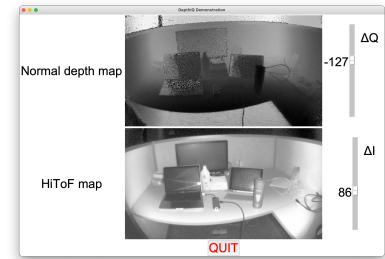 DepthIQ Demonstration
ΔQ
-127
Normal depth map
ΔI
HiToF map
86
QUIT